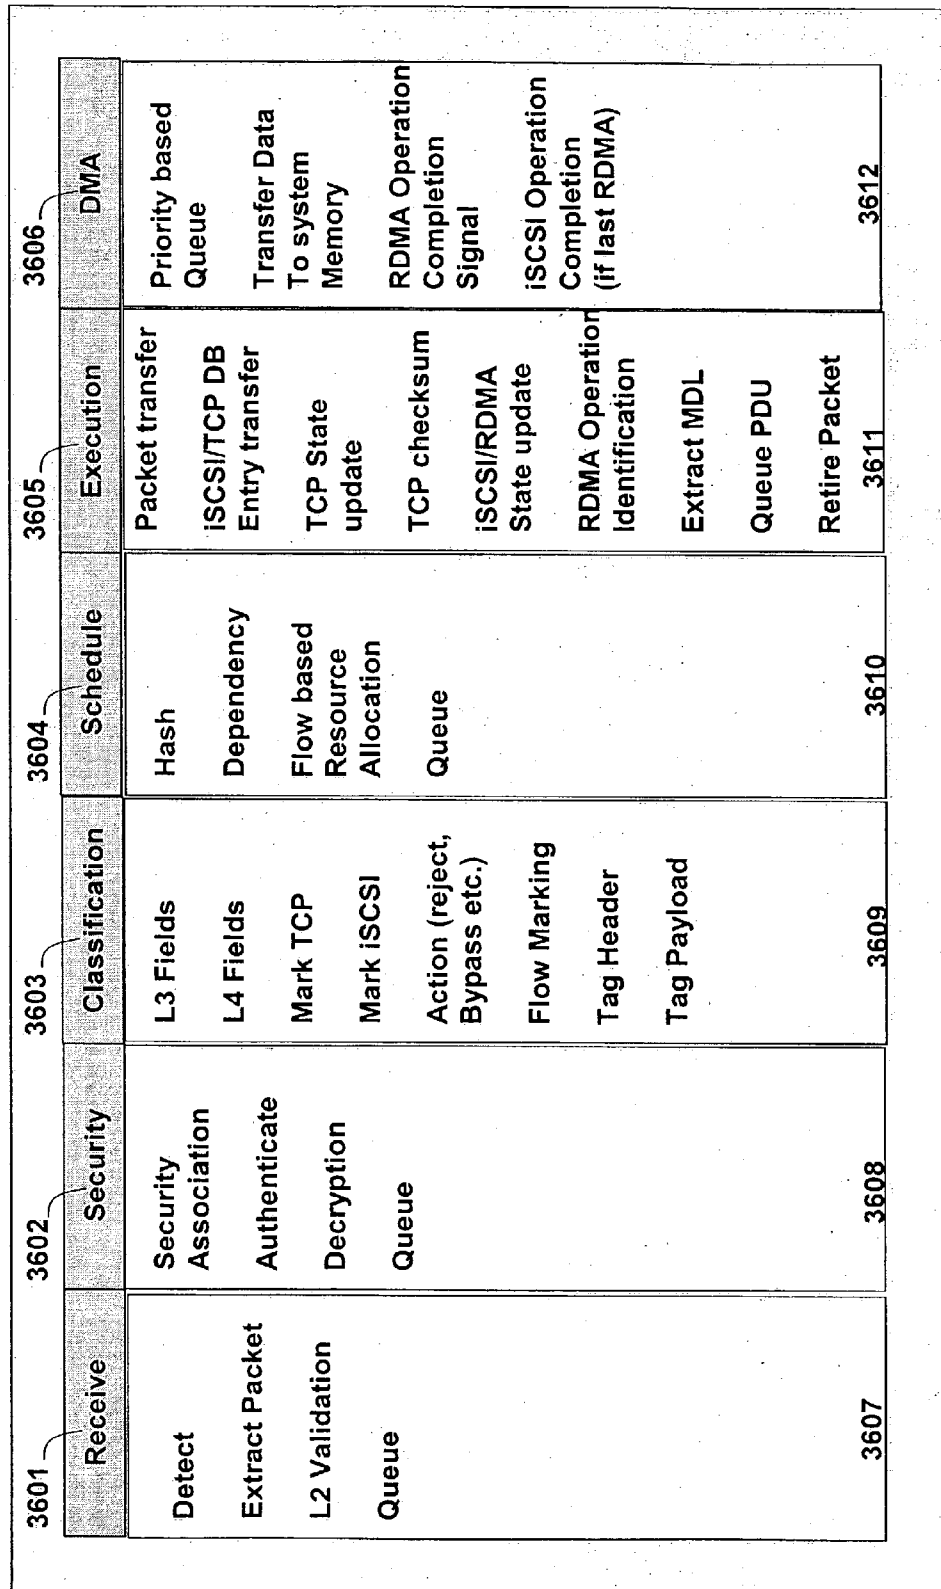 3601
Receive
Detect
Extract Packet
L2 Validation
Queue
3607
3602
Security
Security
Association
Authenticate
Decryption
Queue
3608
3603
Classification
L3 Fields
L4 Fields
Mark TCP
Mark iSCSI
Action (reject,
Bypass etc.)
Flow Marking
Tag Header
Tag Payload
3609
3604
Schedule
Hash
Dependency
Flow based
Resource
Allocation
Queue
3610
3605
Execution
Packet transfer
iSCSI/TCP DB
Entry transfer
TCP State
update
TCP checksum
iSCSI/RDMA
State update
RDMA Operation
Identification
Extract MDL
Queue PDU
Retire Packet
3611
3606
DMA
Priority based
Queue
Transfer Data
To system
Memory
RDMA Operation
Completion
Signal
iSCSI Operation
Completion
(if last RDMA)
3612